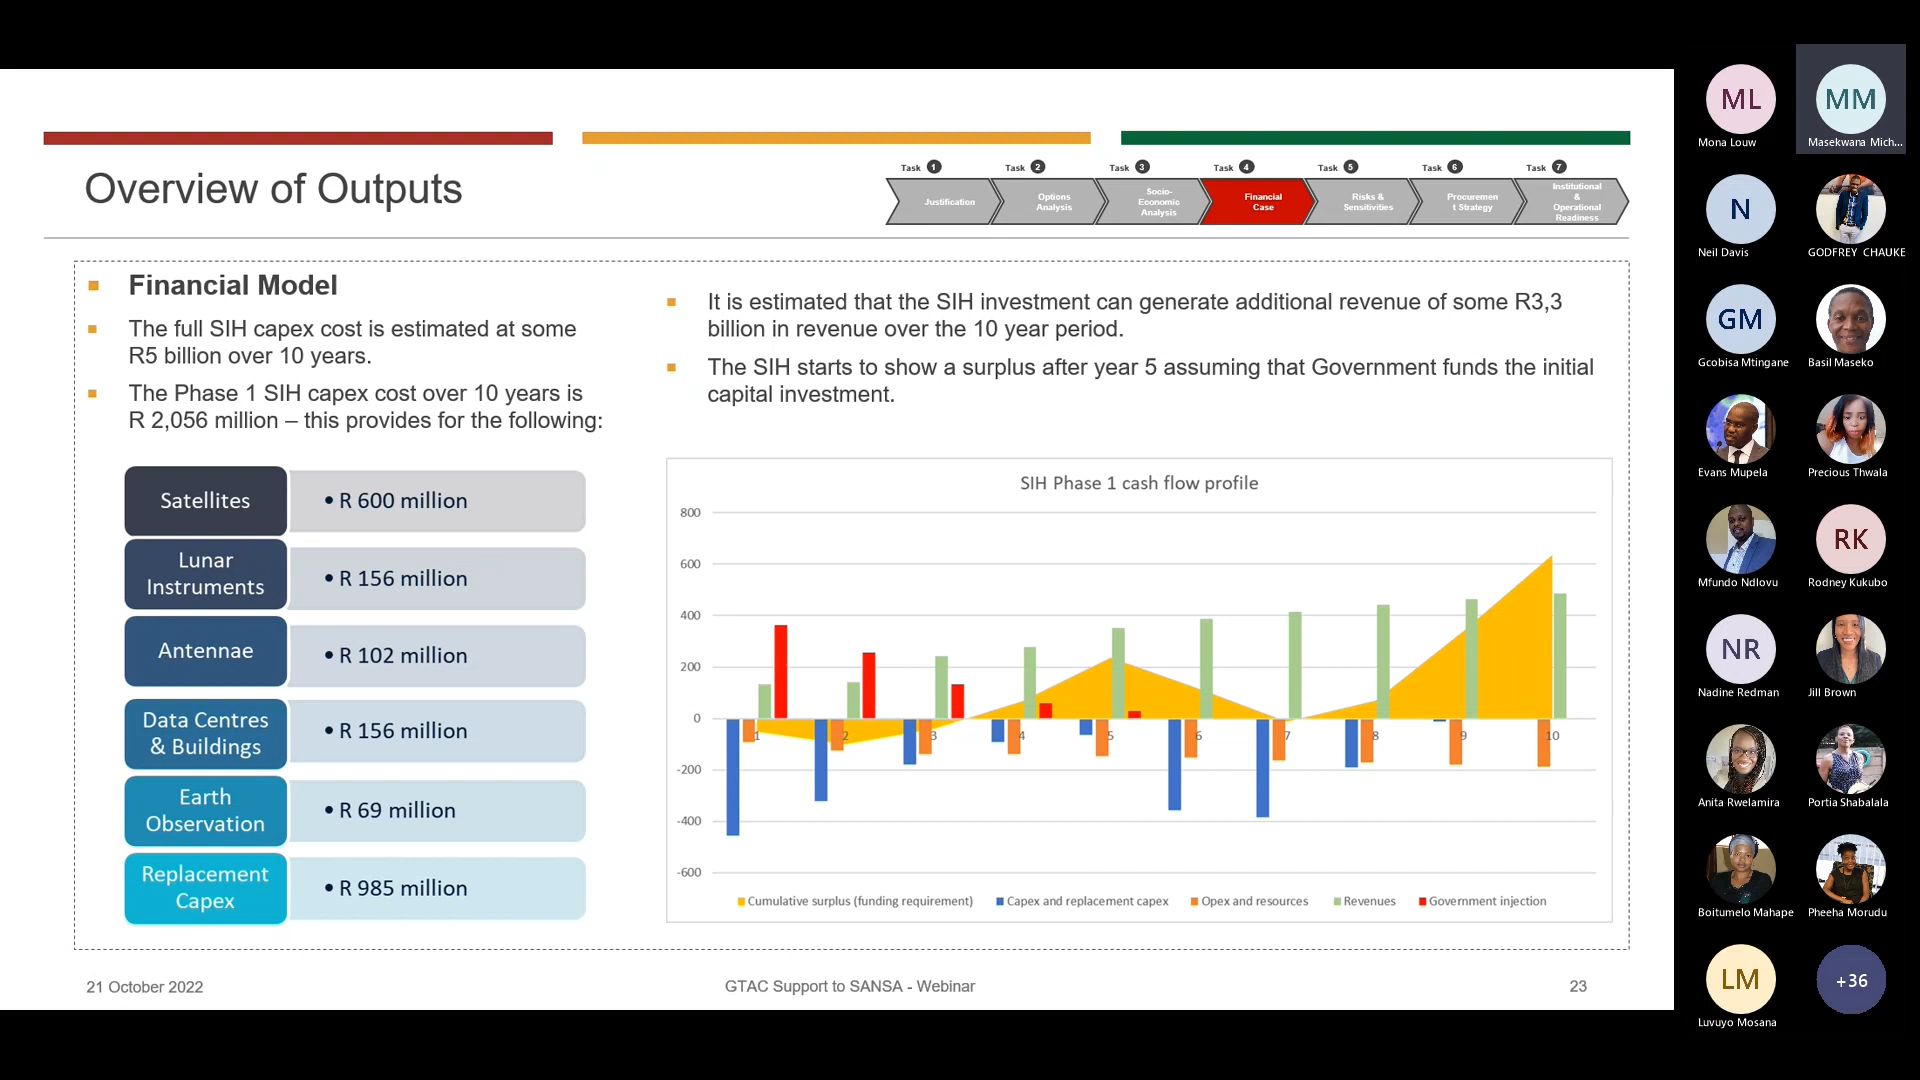 Task 1
Task 2
Task 3
Task 4
Task 5
Task 6
Task 7
Overview of Outputs
Justification
Options
Analysis
Socio-
Economic
Analysis
Financial
Case
Risks &
Sensitivities
Procuremen
t Strategy
Institutional
&
Operational
Readiness
Financial Model
The full SIH capex cost is estimated at some
R5 billion over 10 years.
The Phase 1 SIH capex cost over 10 years is
R 2,056 million – this provides for the following:
Satellites
• R 600 million
Lunar
Instruments
• R 156 million
Antennae
• R 102 million
Data Centres
& Buildings
• R 156 million
Earth
Observation
• R 69 million
Replacement
Capex
• R 985 million
It is estimated that the SIH investment can generate additional revenue of some R3,3
billion in revenue over the 10 year period.
The SIH starts to show a surplus after year 5 assuming that Government funds the initial
capital investment.
SIH Phase 1 cash flow profile
800
600
400
200
0
-200
-400
-600
1 2 3 4 5 6 7 8 9 10
Cumulative surplus (funding requirement) Capex and replacement capex Opex and resources Revenues Government injection
21 October 2022
GTAC Support to SANSA - Webinar
23
ML
Mona Louw
MM
Masekwana Mich...
N
Neil Davis
GODFREY CHAUKE
GM
Gcobisa Mtingane
Basil Maseko
Evans Mupela
Precious Thwala
Mfundo Ndlovu
RK
Rodney Kukubo
NR
Nadine Redman
Jill Brown
Anita Rwelamira
Portia Shabalala
Boitumelo Mahape
Pheeha Morudu
LM
Luvuyo Mosana
+36